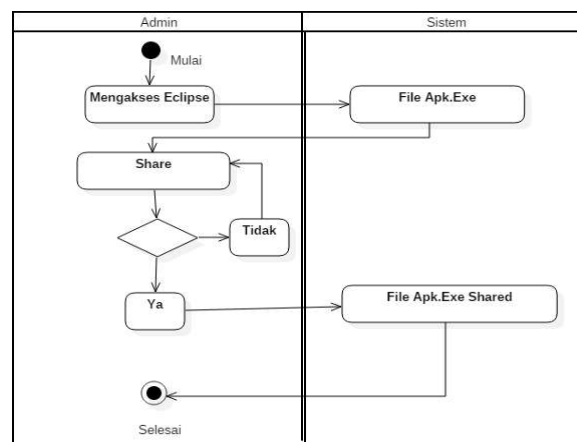 Admin
Sistem
Mulai
Mengakses Eclipse
File Apk.Exe
Share
Tidak
Ya
File Apk.Exe Shared
Selesai